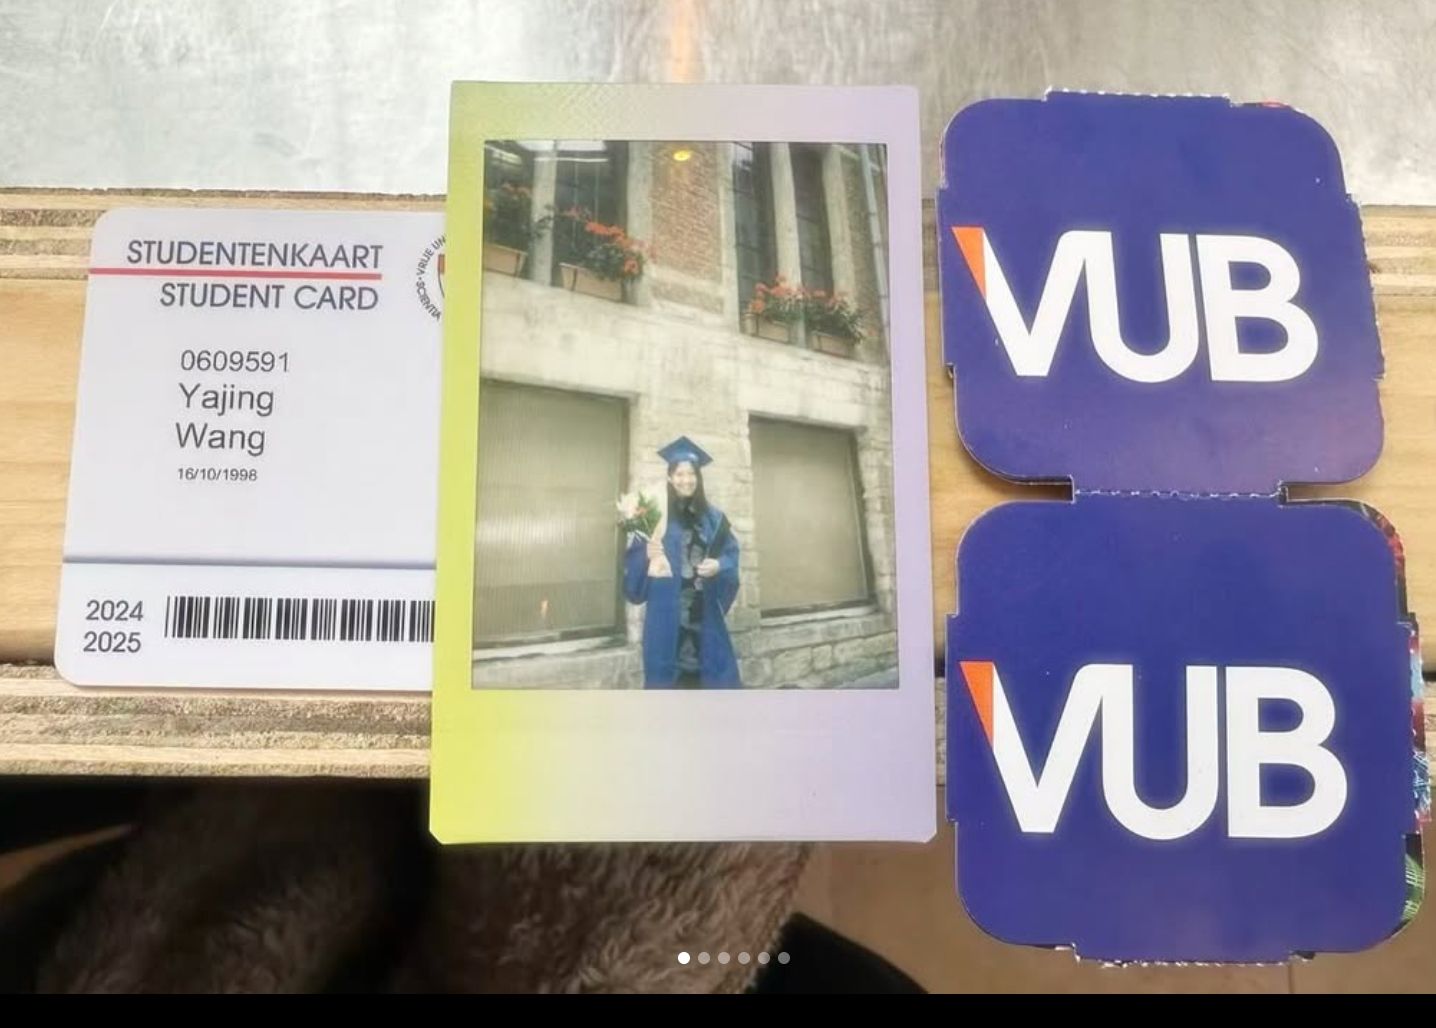 STUDENTENKAART
STUDENT CARD
0609591
Yajing
Wang
16/10/1998
2024
2025
VUB
VUB